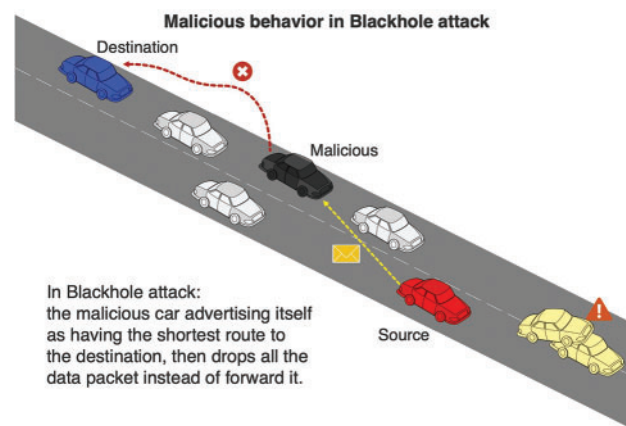 Malicious behavior in Blackhole attack
Destination
Malicious
Source
In Blackhole attack:
the malicious car advertising itself
as having the shortest route to
the destination, then drops all the
data packet instead of forward it.